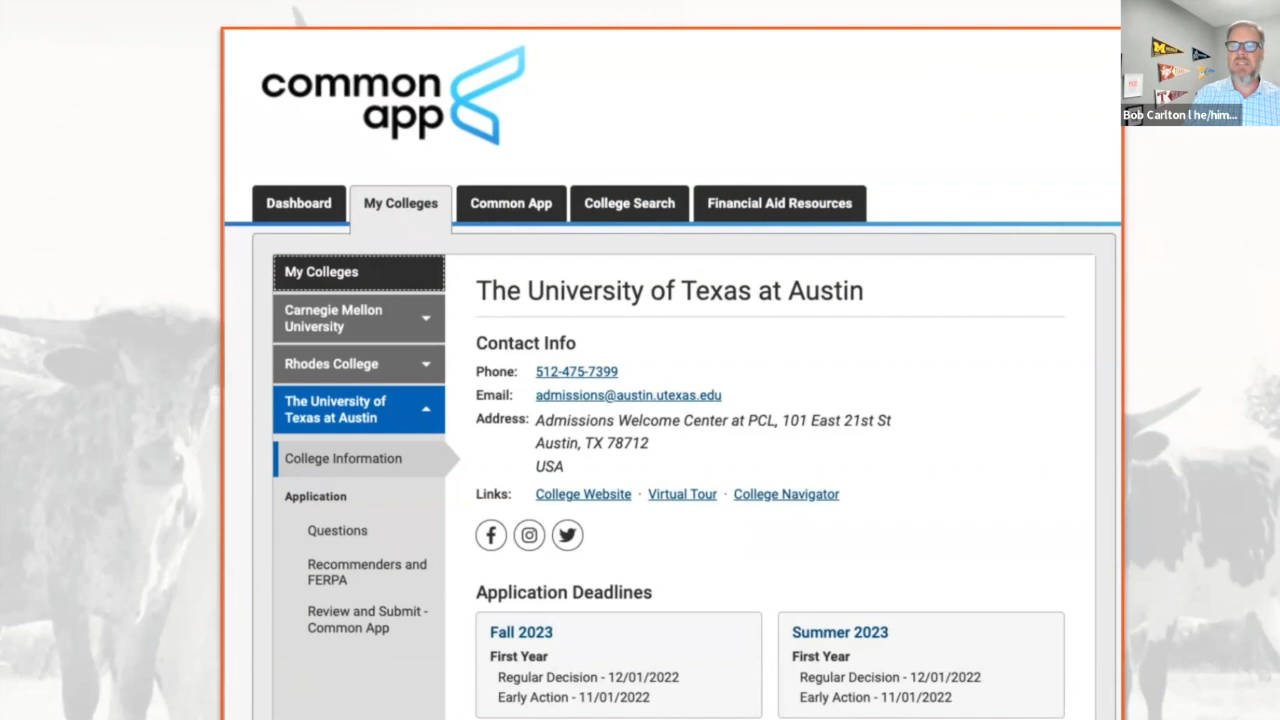 common
app
Dashboard
My Colleges
Common App
College Search
Financial Aid Resources
Bob Carlton l he/him...
My Colleges
Carnegie Mellon
University
Rhodes College
The University of
Texas at Austin
College Information
Application
Questions
Recommenders and
FERPA
Review and Submit -
Common App
The University of Texas at Austin
Contact Info
Phone: 512-475-7399
Email: admissions@austin.utexas.edu
Address: Admissions Welcome Center at PCL, 101 East 21st St
Austin, TX 78712
USA
Links: College Website · Virtual Tour · College Navigator
Application Deadlines
Fall 2023
First Year
Regular Decision - 12/01/2022
Early Action - 11/01/2022
Summer 2023
First Year
Regular Decision - 12/01/2022
Early Action - 11/01/2022